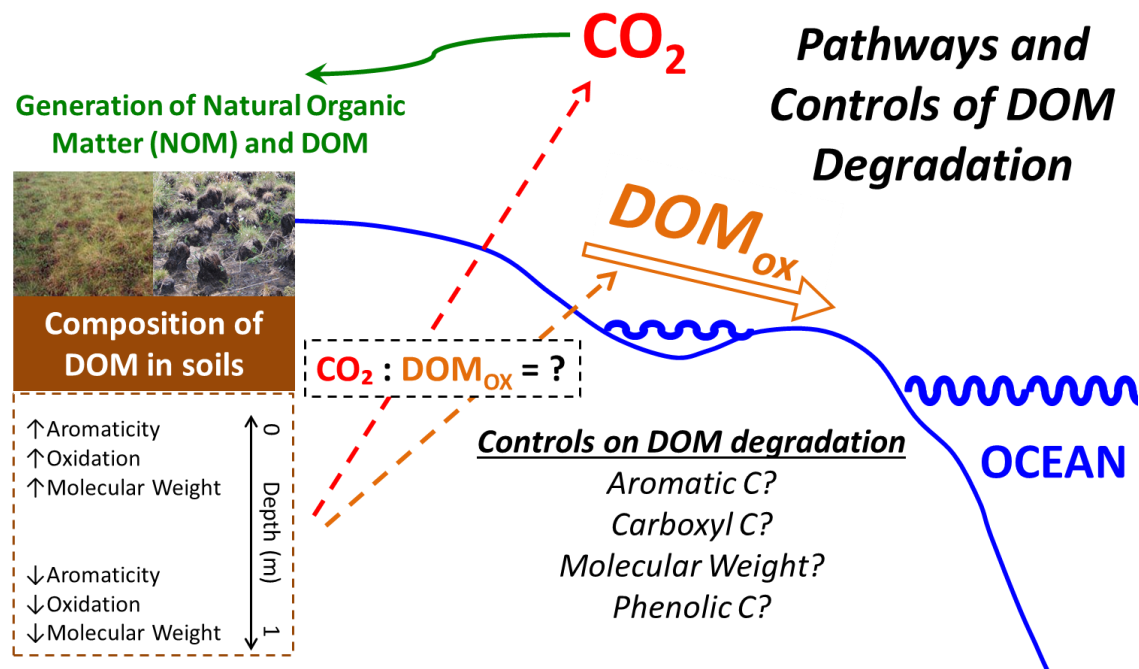 CO₂
Pathways and
Controls of DOM
Degradation
Generation of Natural Organic
Matter (NOM) and DOM
DOMox
Composition of
DOM in soils
CO₂ : DOMOX = ?
↑Aromaticity
↑Oxidation
↑Molecular Weight
↓Aromaticity
↓Oxidation
↓Molecular Weight
0
Depth (m)
1
Controls on DOM degradation
Aromatic C?
Carboxyl C?
Molecular Weight?
Phenolic C?
OCEAN